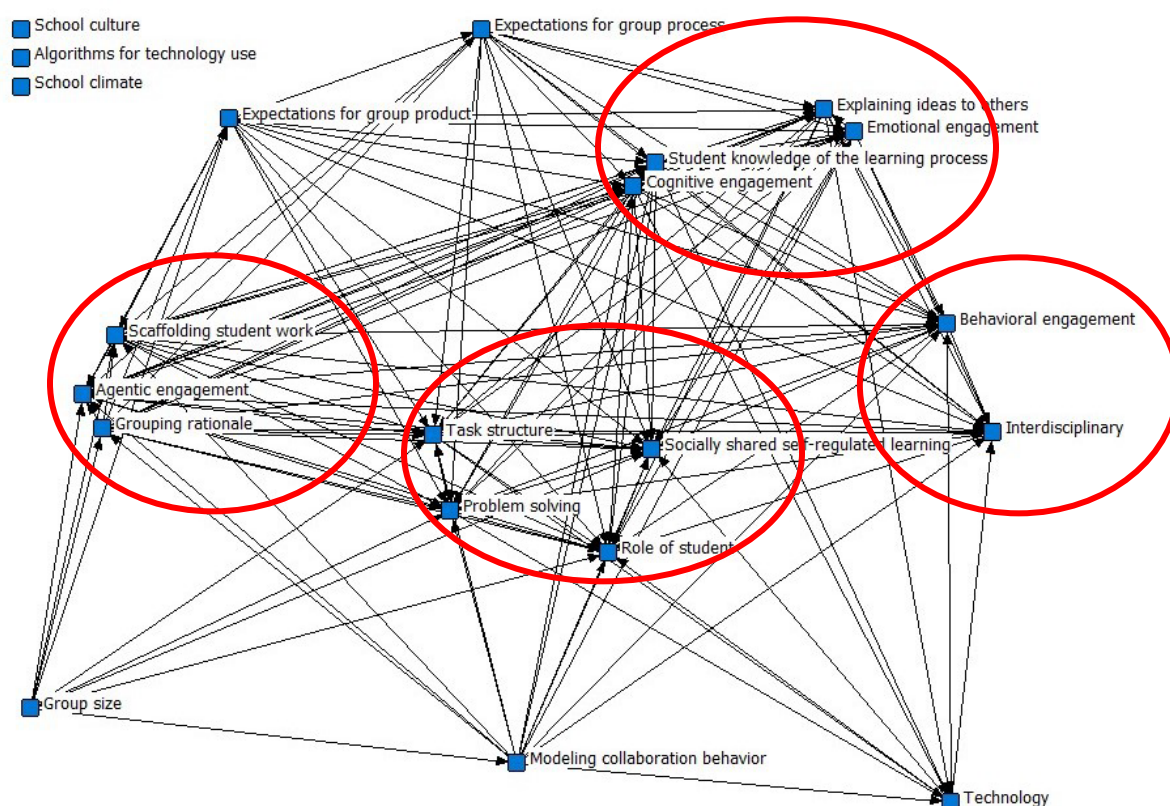 School culture
Expectations for group process
Algorithms for technology use
School climate
Explaining ideas to others
Expectations for group product
Emotional engagement
Student knowledge of the learning process
Cognitive engagement
Behavioral engagement
Scaffolding student work
Agentic engagement
Grouping rationale
Task structure
Interdisciplinary
Socially shared self-regulated learning
Problem solving
Role of student
Group size
Modeling collaboration behavior
Technology